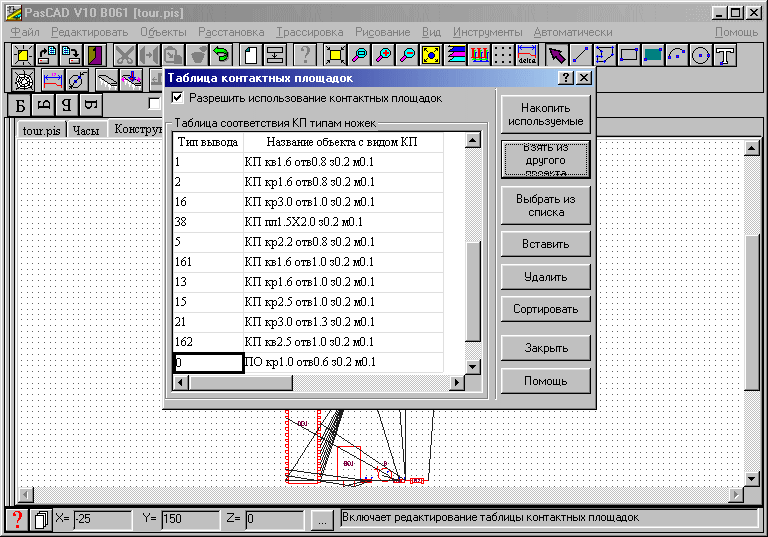 PasCAD V10 B061 [tour.pis]
Файл Редактировать Объекты Расстановка Трассировка Рисование Вид Инструменты Активность Помощь
delta
Б
tour.pis Часы Конструк
Таблица контактных площадок
Разрешить использование контактных площадок
Таблица соответствия КП типам ножек
Тип вывода Название объекта с видом КП
1 КП кв1.6 отв0.8 з0.2 м0.1
2 КП кр1.6 отв0.8 з0.2 м0.1
16 КП кр3.0 отв1.0 з0.2 м0.1
38 КП пл1.5X2.0 з0.2 м0.1
5 КП кр2.2 отв0.8 з0.2 м0.1
161 КП кв1.6 отв1.0 з0.2 м0.1
13 КП кр1.6 отв1.0 з0.2 м0.1
15 КП кр2.5 отв1.0 з0.2 м0.1
21 КП кр3.0 отв1.3 з0.2 м0.1
162 КП кв2.5 отв1.0 з0.2 м0.1
0 ПО кр1.0 отв0.6 з0.2 м0.1
Накопить
используемые
Взять из
другого
проекта
Выбрать из
списка
Вставить
Удалить
Сортировать
Закрыть
Помощь
X= -25 Y= 150 Z= 0 ... Включает редактирование таблицы контактных площадок